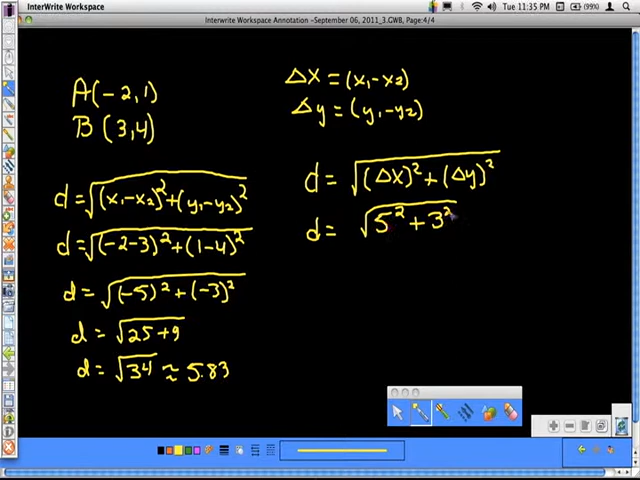 InterWrite Workspace
(99%)
Tue 11:35 PM
InterWrite Workspace Annotation -September 06, 2011_3.GWB, Page:4/4
A(-2,1)
B (3,4)
d = √(x₁-x₂)²+(y₁-y₂)²
d = √(-2-3)²+(1-4)²
d = √(-5)²+(-3)²
d = √25+9
d = √34 ≈ 5.83
Δx = (x₁-x₂)
Δy = (y₁-y₂)
d = √(Δx)²+(Δy)²
d = √5²+3²